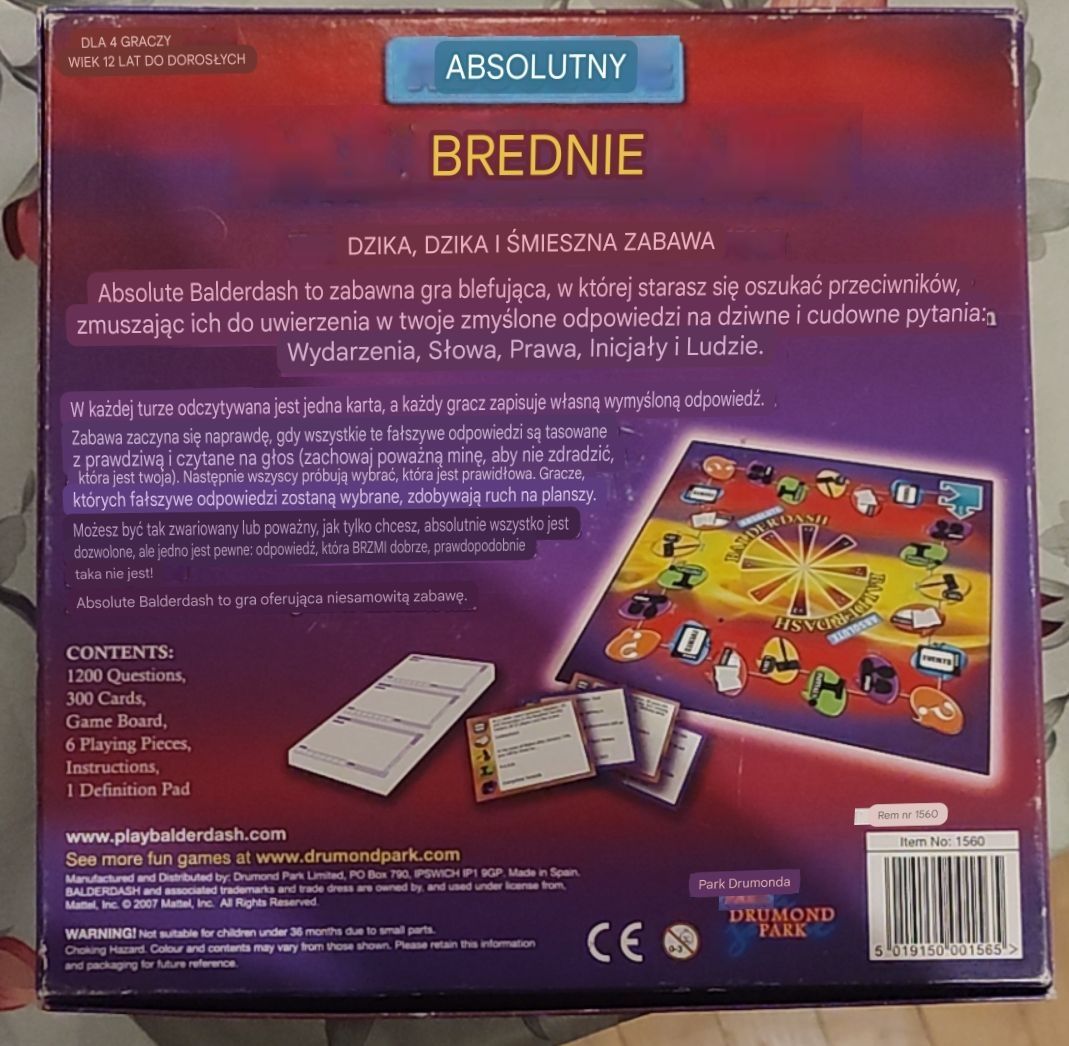 DLA 4 GRACZY
WIEK 12 LAT DO DOROSŁYCH
ABSOLUTNY
BREDNIE
DZIKA, DZIKA I ŚMIESZNA ZABAWA
Absolute Balderdash to zabawna gra blefująca, w której starasz się oszukać przeciwników,
zmuszając ich do uwierzenia w twoje zmyślone odpowiedzi na dziwne i cudowne pytania:
Wydarzenia, Słowa, Prawa, Inicjały i Ludzie.
W każdej turze odczytywana jest jedna karta, a każdy gracz zapisuje własną wymyśloną odpowiedź.
Zabawa zaczyna się naprawdę, gdy wszystkie te fałszywe odpowiedzi są tasowane
z prawdziwą i czytane na głos (zachowaj poważną minę, aby nie zdradzić,
która jest twoja). Następnie wszyscy próbują wybrać, która jest prawidłowa. Gracze,
których fałszywe odpowiedzi zostaną wybrane, zdobywają ruch na planszy.
Możesz być tak zwariowany lub poważny, jak tylko chcesz, absolutnie wszystko jest
dozwolone, ale jedno jest pewne: odpowiedź, która BRZMI dobrze, prawdopodobnie
taka nie jest!
Absolute Balderdash to gra oferująca niesamowitą zabawę.
ABSOLUTE
BALDERDASH
BALDERDASH
ABSOLUTE
EVENTS
EVENTS
CONTENTS:
1200 Questions,
300 Cards,
Game Board,
6 Playing Pieces,
Instructions,
1 Definition Pad
www.playbalderdash.com
See more fun games at www.drumondpark.com
Manufactured and Distributed by: Drumond Park Limited, PO Box 790, IPSWICH IP1 9GP. Made in Spain.
BALDERDASH and associated trademarks and trade dress are owned by, and used under license from,
Mattel, Inc. © 2007 Mattel, Inc. All Rights Reserved.
WARNING! Not suitable for children under 36 months due to small parts.
Choking Hazard. Colour and contents may vary from those shown. Please retain this information
and packaging for future reference.
CE
0-3
Park Drumonda
DRUMOND
PARK
Rem nr 1560
Item No: 1560
5 019150 001565 >